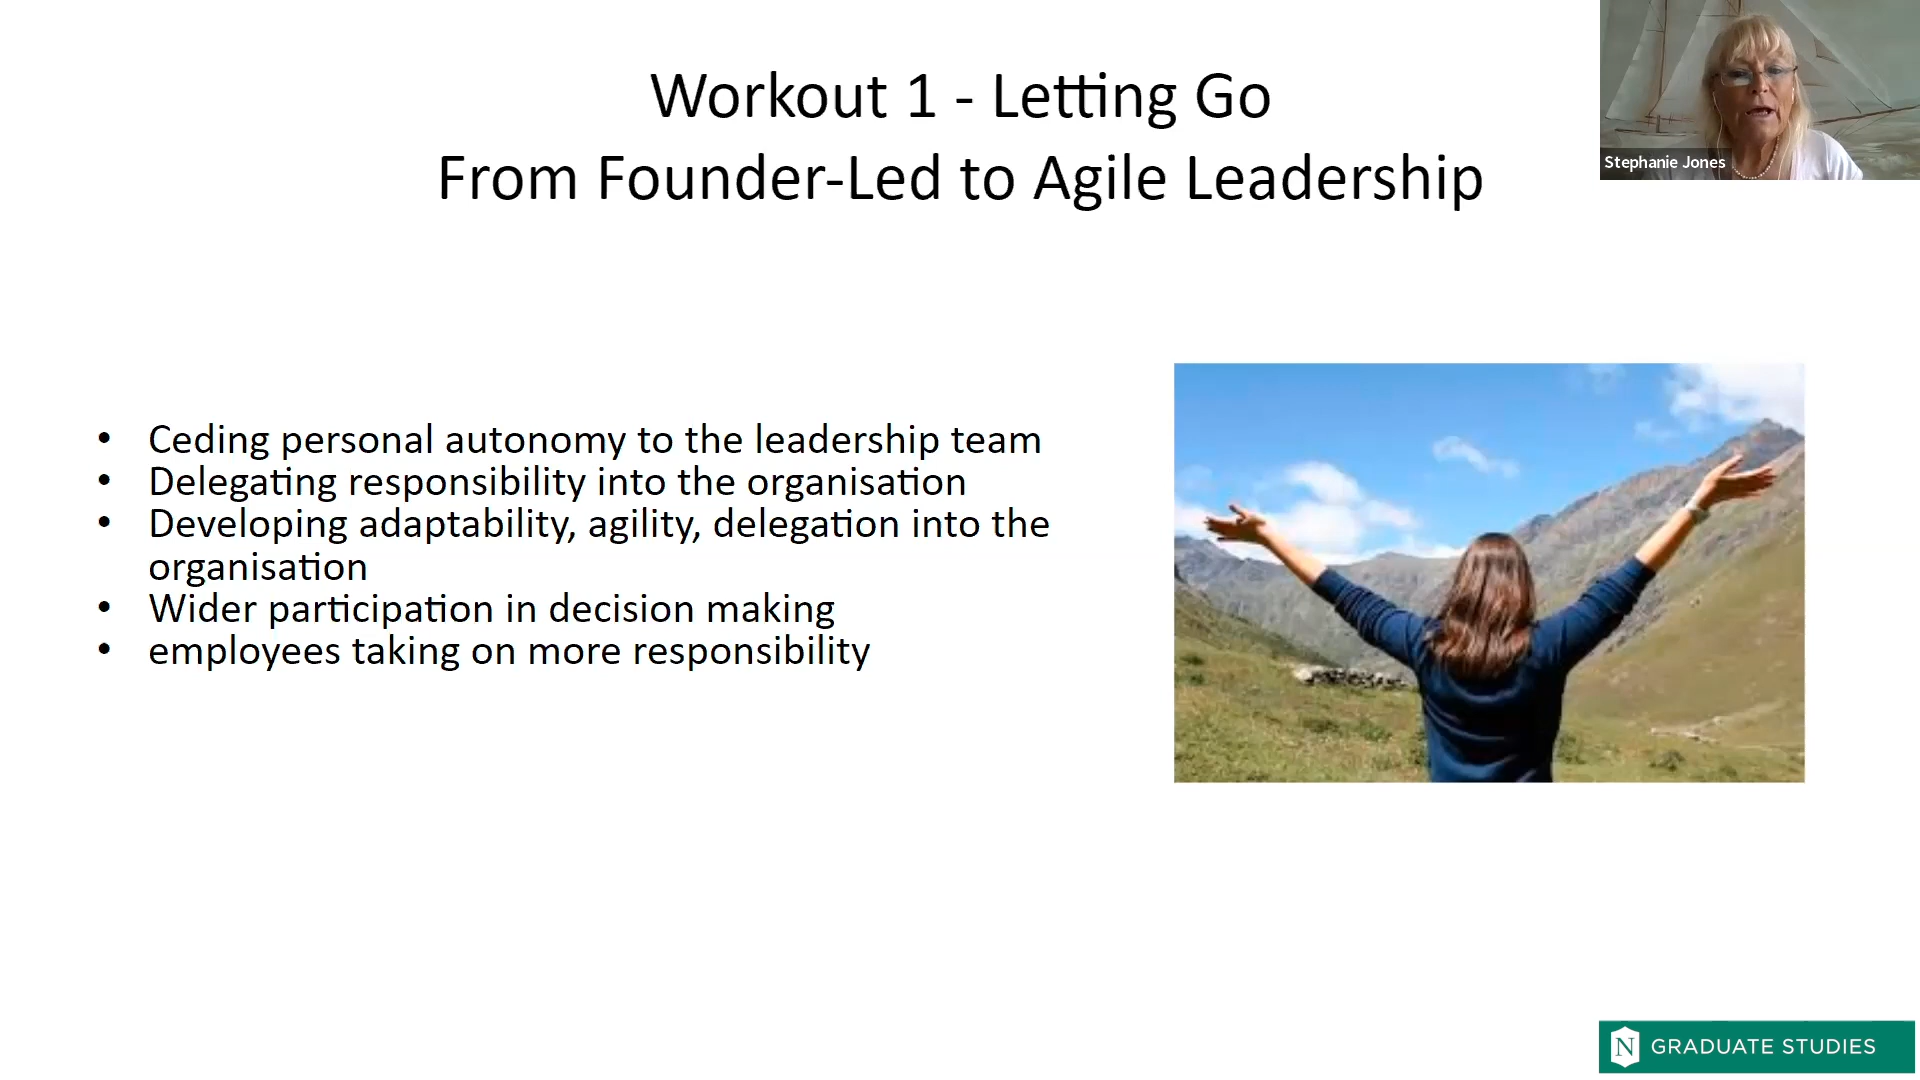 Workout 1 - Letting Go
From Founder-Led to Agile Leadership
Stephanie Jones
• Ceding personal autonomy to the leadership team
• Delegating responsibility into the organisation
• Developing adaptability, agility, delegation into the
organisation
• Wider participation in decision making
• employees taking on more responsibility
N GRADUATE STUDIES